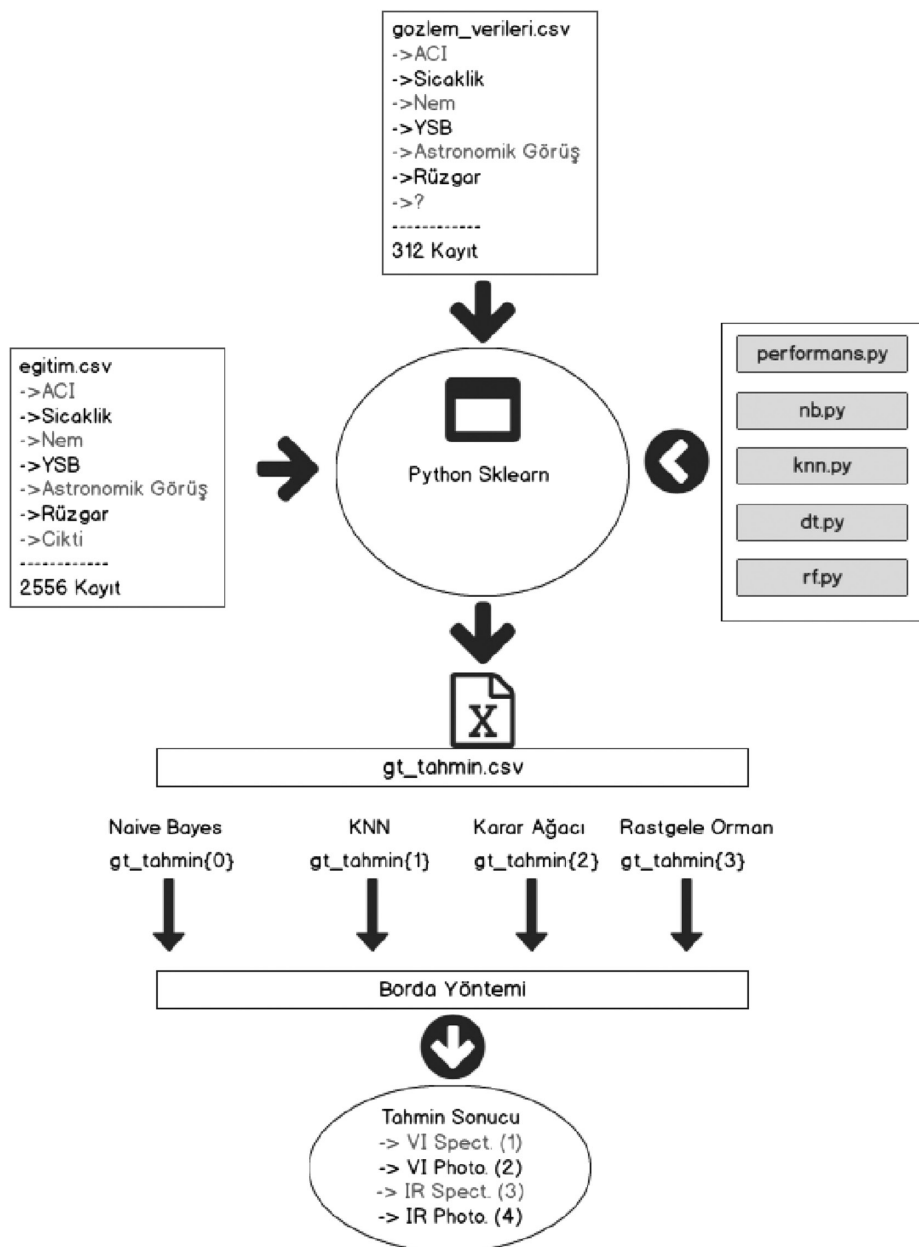 gozlem_verileri.csv
->ACI
->Sicaklik
->Nem
->YSB
->Astronomik Görüş
->Rüzgar
->?
------------
312 Kayıt
egitim.csv
->ACI
->Sicaklik
->Nem
->YSB
->Astronomik Görüş
->Rüzgar
->Cikti
------------
2556 Kayıt
Python Sklearn
performans.py
nb.py
knn.py
dt.py
rf.py
X
gt_tahmin.csv
Naive Bayes
gt_tahmin{0}
KNN
gt_tahmin{1}
Karar Ağacı
gt_tahmin{2}
Rastgele Orman
gt_tahmin{3}
Borda Yöntemi
Tahmin Sonucu
-> VI Spect. (1)
-> VI Photo. (2)
-> IR Spect. (3)
-> IR Photo. (4)